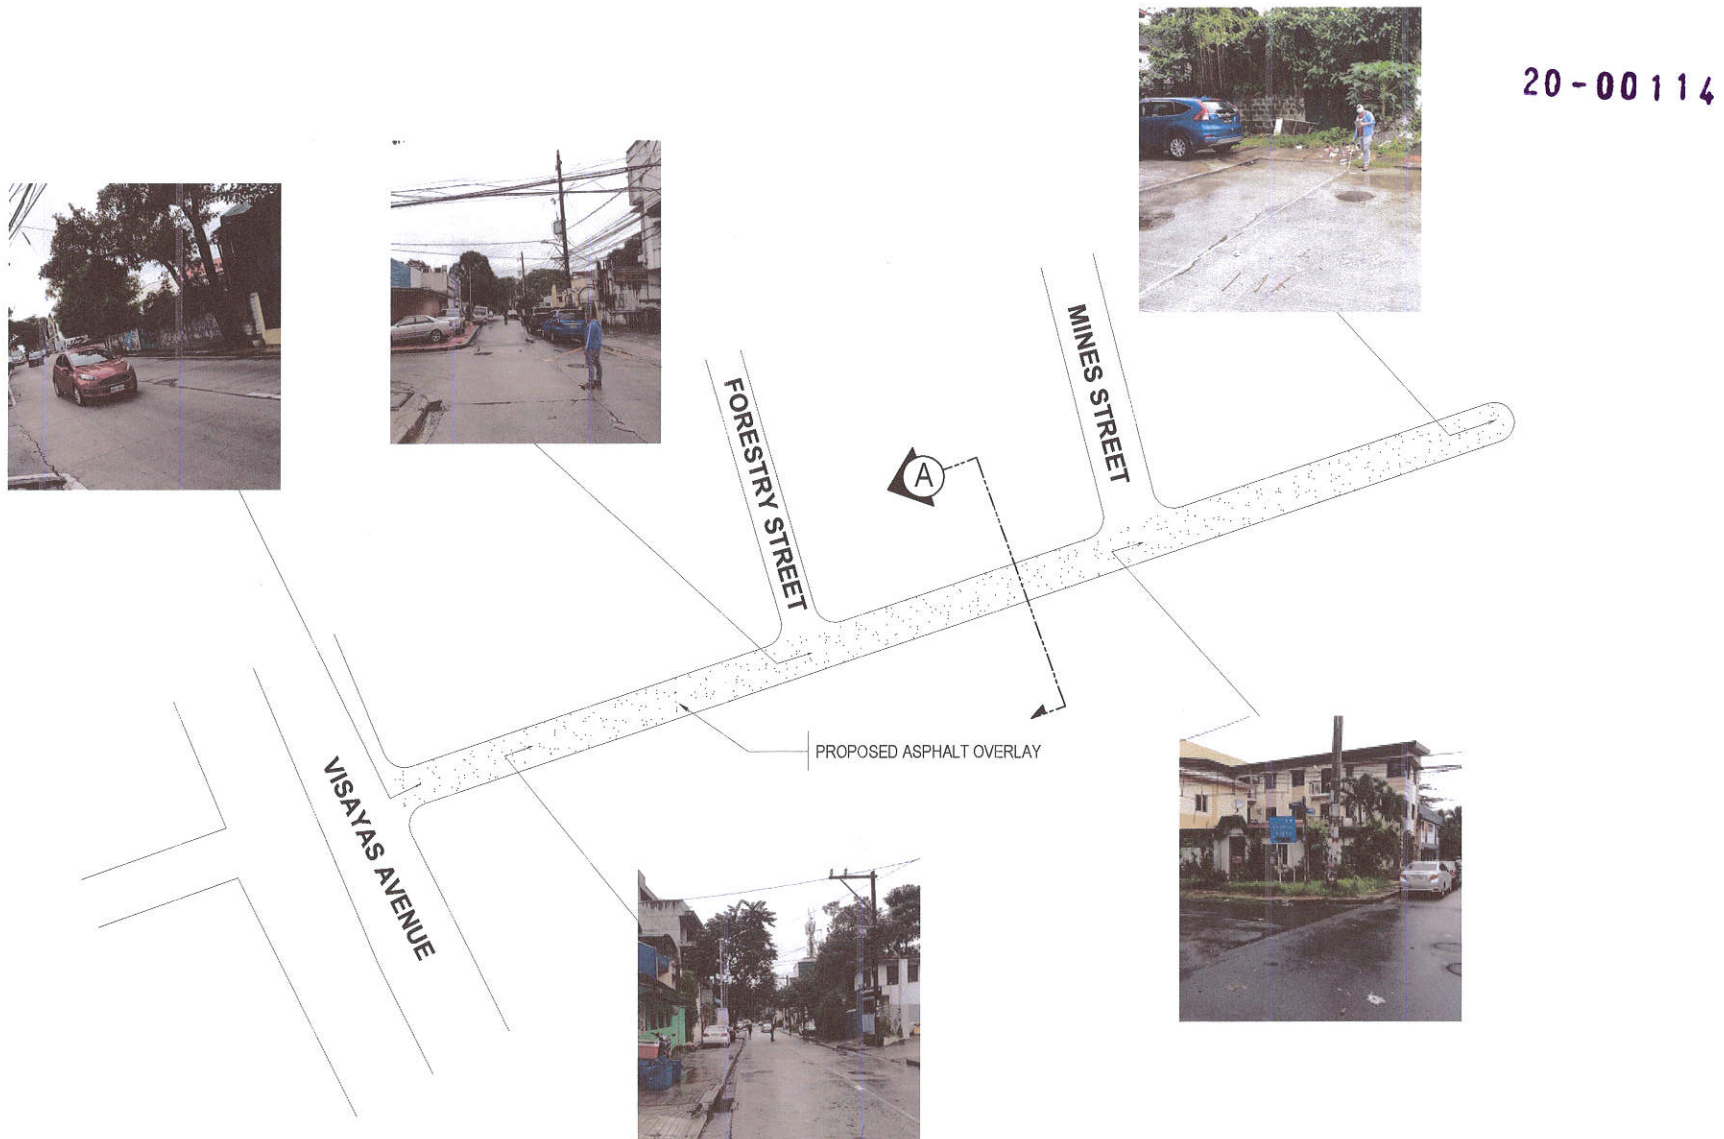 20-00114
MINES STREET
FORESTRY STREET
A
PROPOSED ASPHALT OVERLAY
VISAYAS AVENUE